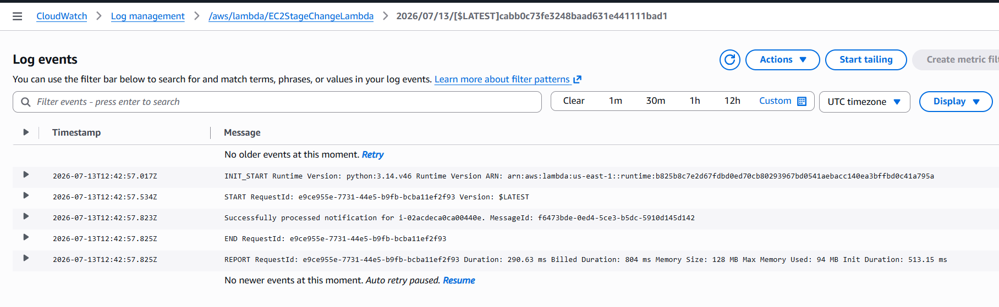 CloudWatch > Log management > /aws/lambda/EC2StageChangeLambda > 2026/07/13/[$LATEST]cabb0c73fe3248baad631e441111bad1
Log events
Actions
Start tailing
Create metric filt
You can use the filter bar below to search for and match terms, phrases, or values in your log events. Learn more about filter patterns
Filter events - press enter to search
Clear 1m 30m 1h 12h Custom
UTC timezone
Display
Timestamp Message
No older events at this moment. Retry
2026-07-13T12:42:57.017Z INIT_START Runtime Version: python:3.14.v46 Runtime Version ARN: arn:aws:lambda:us-east-1::runtime:b825b8c7e2d67fdbd0ed70cb80293967bd0541aebacc140ea3bffbd0c41a795a
2026-07-13T12:42:57.534Z START RequestId: e9ce955e-7731-44e5-b9fb-bcba11ef2f93 Version: $LATEST
2026-07-13T12:42:57.823Z Successfully processed notification for i-02acdeca0ca00440e. MessageId: f6473bde-0ed4-5ce3-b5dc-5910d145d142
2026-07-13T12:42:57.825Z END RequestId: e9ce955e-7731-44e5-b9fb-bcba11ef2f93
2026-07-13T12:42:57.825Z REPORT RequestId: e9ce955e-7731-44e5-b9fb-bcba11ef2f93 Duration: 290.63 ms Billed Duration: 804 ms Memory Size: 128 MB Max Memory Used: 94 MB Init Duration: 513.15 ms
No newer events at this moment. Auto retry paused. Resume